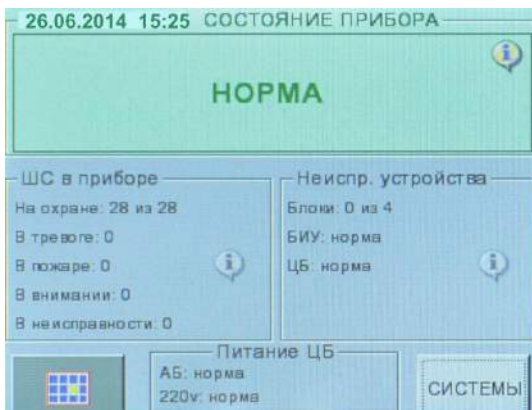 26.06.2014 15:25 СОСТОЯНИЕ ПРИБОРА
НОРМА
ШС в приборе
На охране: 28 из 28
В тревоге: 0
В пожаре: 0
В внимании: 0
В неисправности: 0
Неиспр. устройства
Блоки: 0 из 4
БИУ: норма
ЦБ: норма
Питание ЦБ
АБ: норма
220v: норма
СИСТЕМЫ